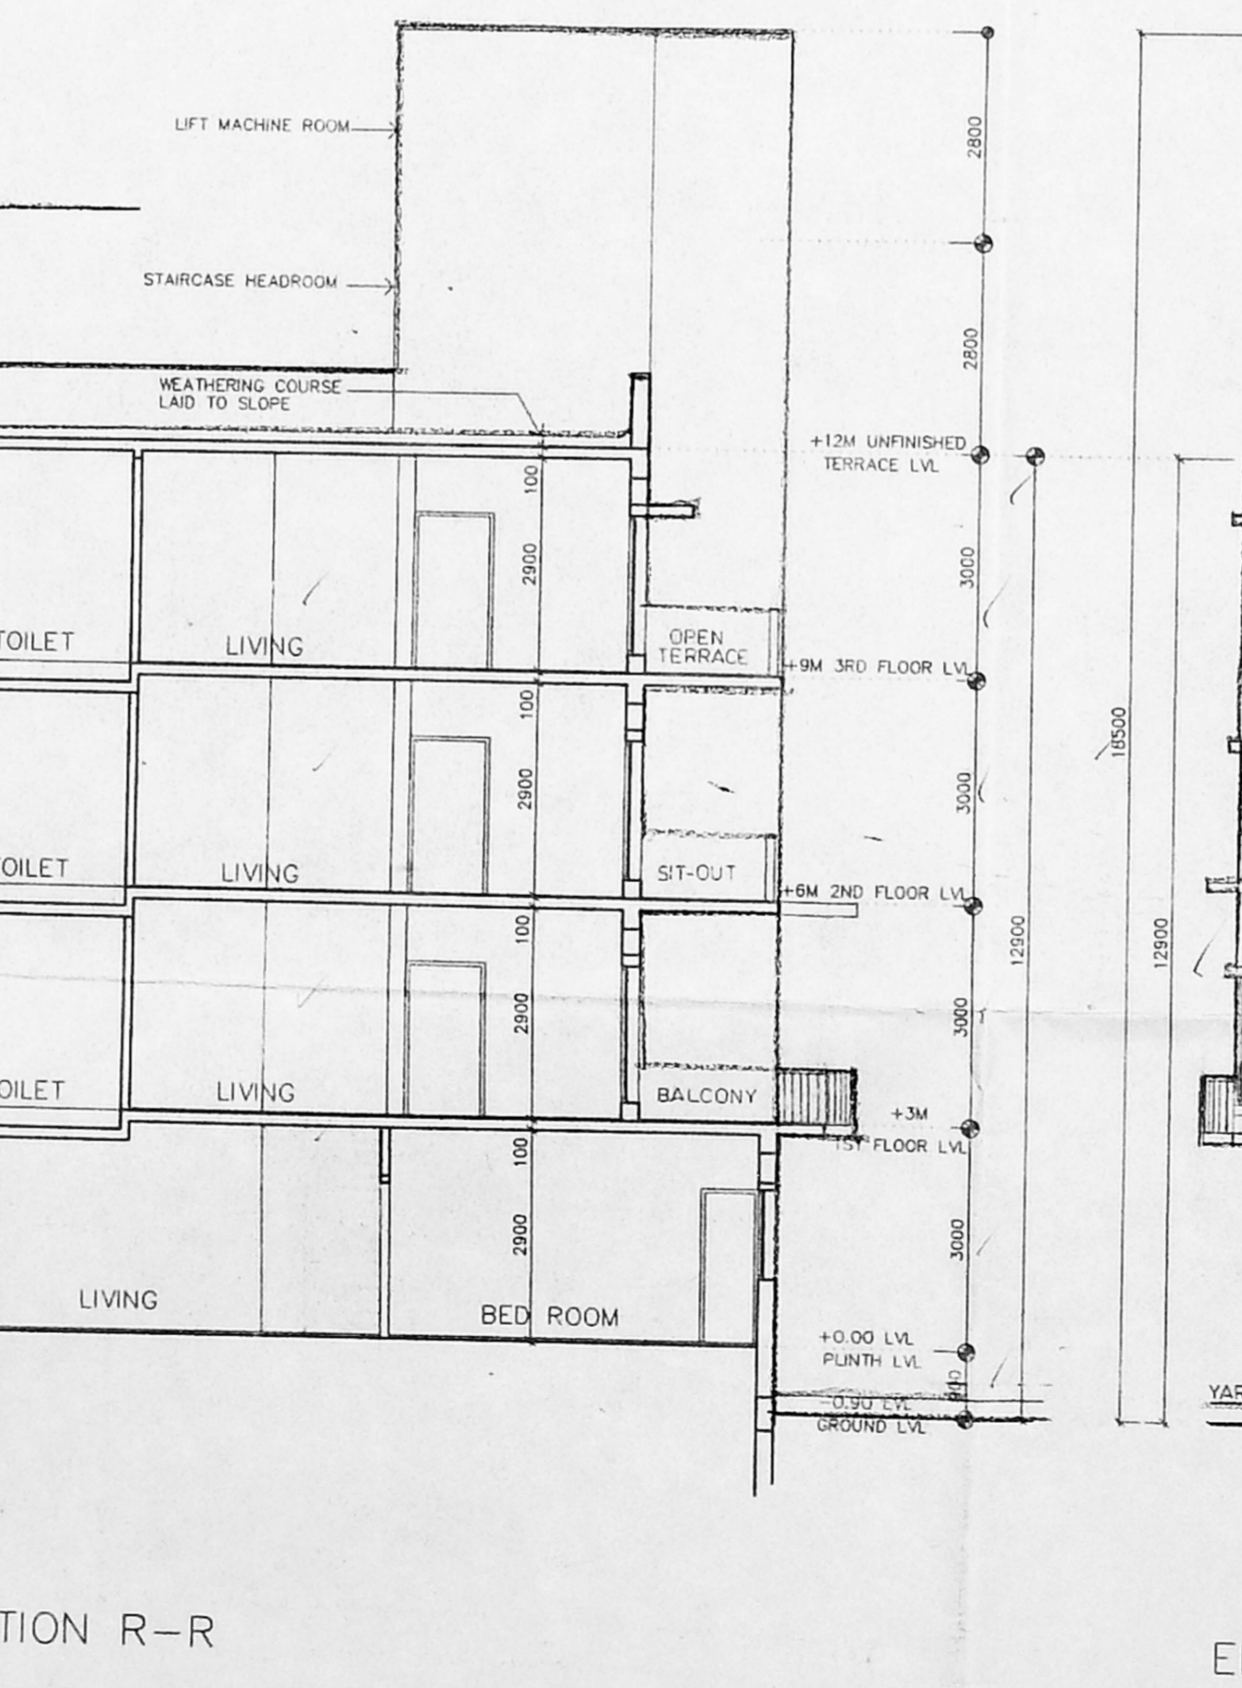 LIFT MACHINE ROOM
2800
STAIRCASE HEADROOM
2800
WEATHERING COURSE
LAID TO SLOPE
+12M UNFINISHED
TERRACE LVL
100
2900
3000
TOILET
LIVING
OPEN
TERRACE
+9M 3RD FLOOR LVL
100
18500
2900
3000
OILET
LIVING
SIT-OUT
+6M 2ND FLOOR LVL
100
12900
12900
2900
3000
OILET
LIVING
BALCONY
+3M
1ST FLOOR LVL
100
2900
3000
LIVING
BED ROOM
+0.00 LVL
PLINTH LVL
900
-0.90 LVL
GROUND LVL
YAR
TION R-R
E